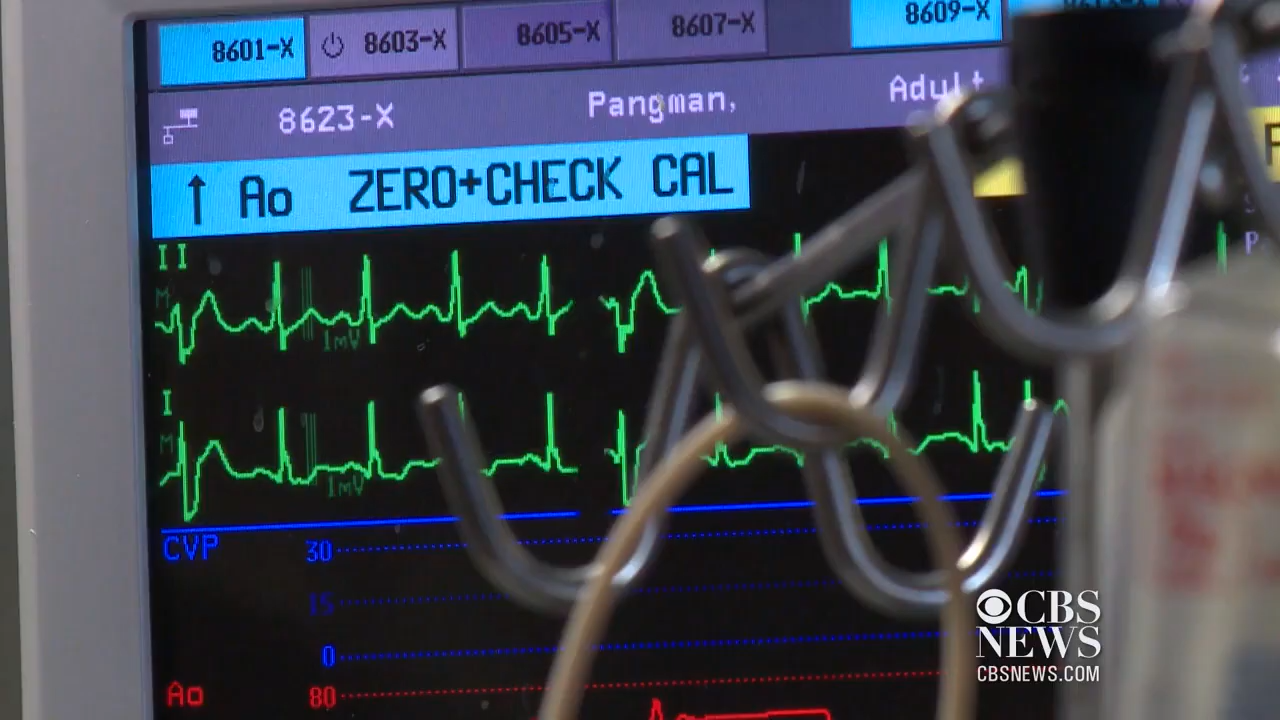 8601-X 8603-X 8605-X 8607-X 8609-X
8623-X Pangman, Adult
↑ Ao ZERO+CHECK CAL
II
M
1mV
I
M
1mV
CVP 30
15
0
Ao 80
CBS
NEWS
CBSNEWS.COM